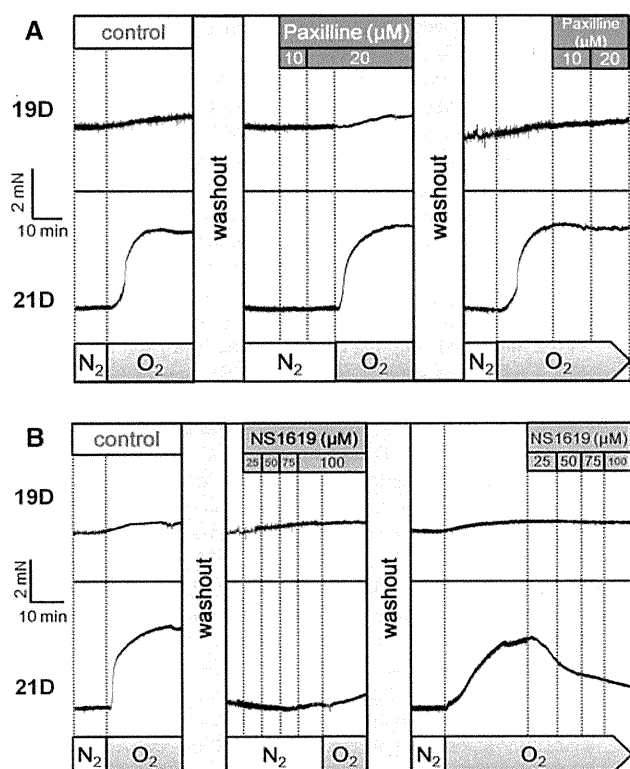 A
control
Paxilline (µM)
10 20
Paxilline (µM)
10 20
19D
2 mN
10 min
21D
washout
washout
N2 O2
N2 O2
N2 O2
B
control
NS1619 (µM)
25 50 75 100
NS1619 (µM)
25 50 75 100
19D
2 mN
10 min
21D
washout
washout
N2 O2
N2 O2
N2 O2